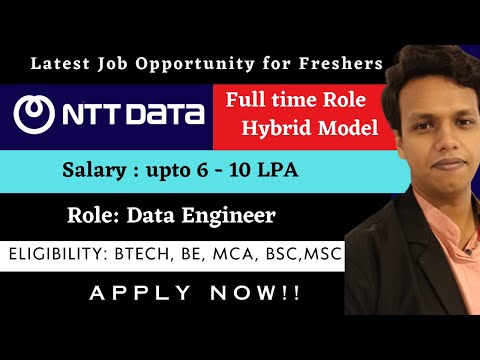 Latest Job Opportunity for Freshers
NTT DATA
Full time Role
Hybrid Model
Salary : upto 6 - 10 LPA
Role: Data Engineer
ELIGIBILITY: BTECH, BE, MCA, BSC,MSC
APPLY NOW!!